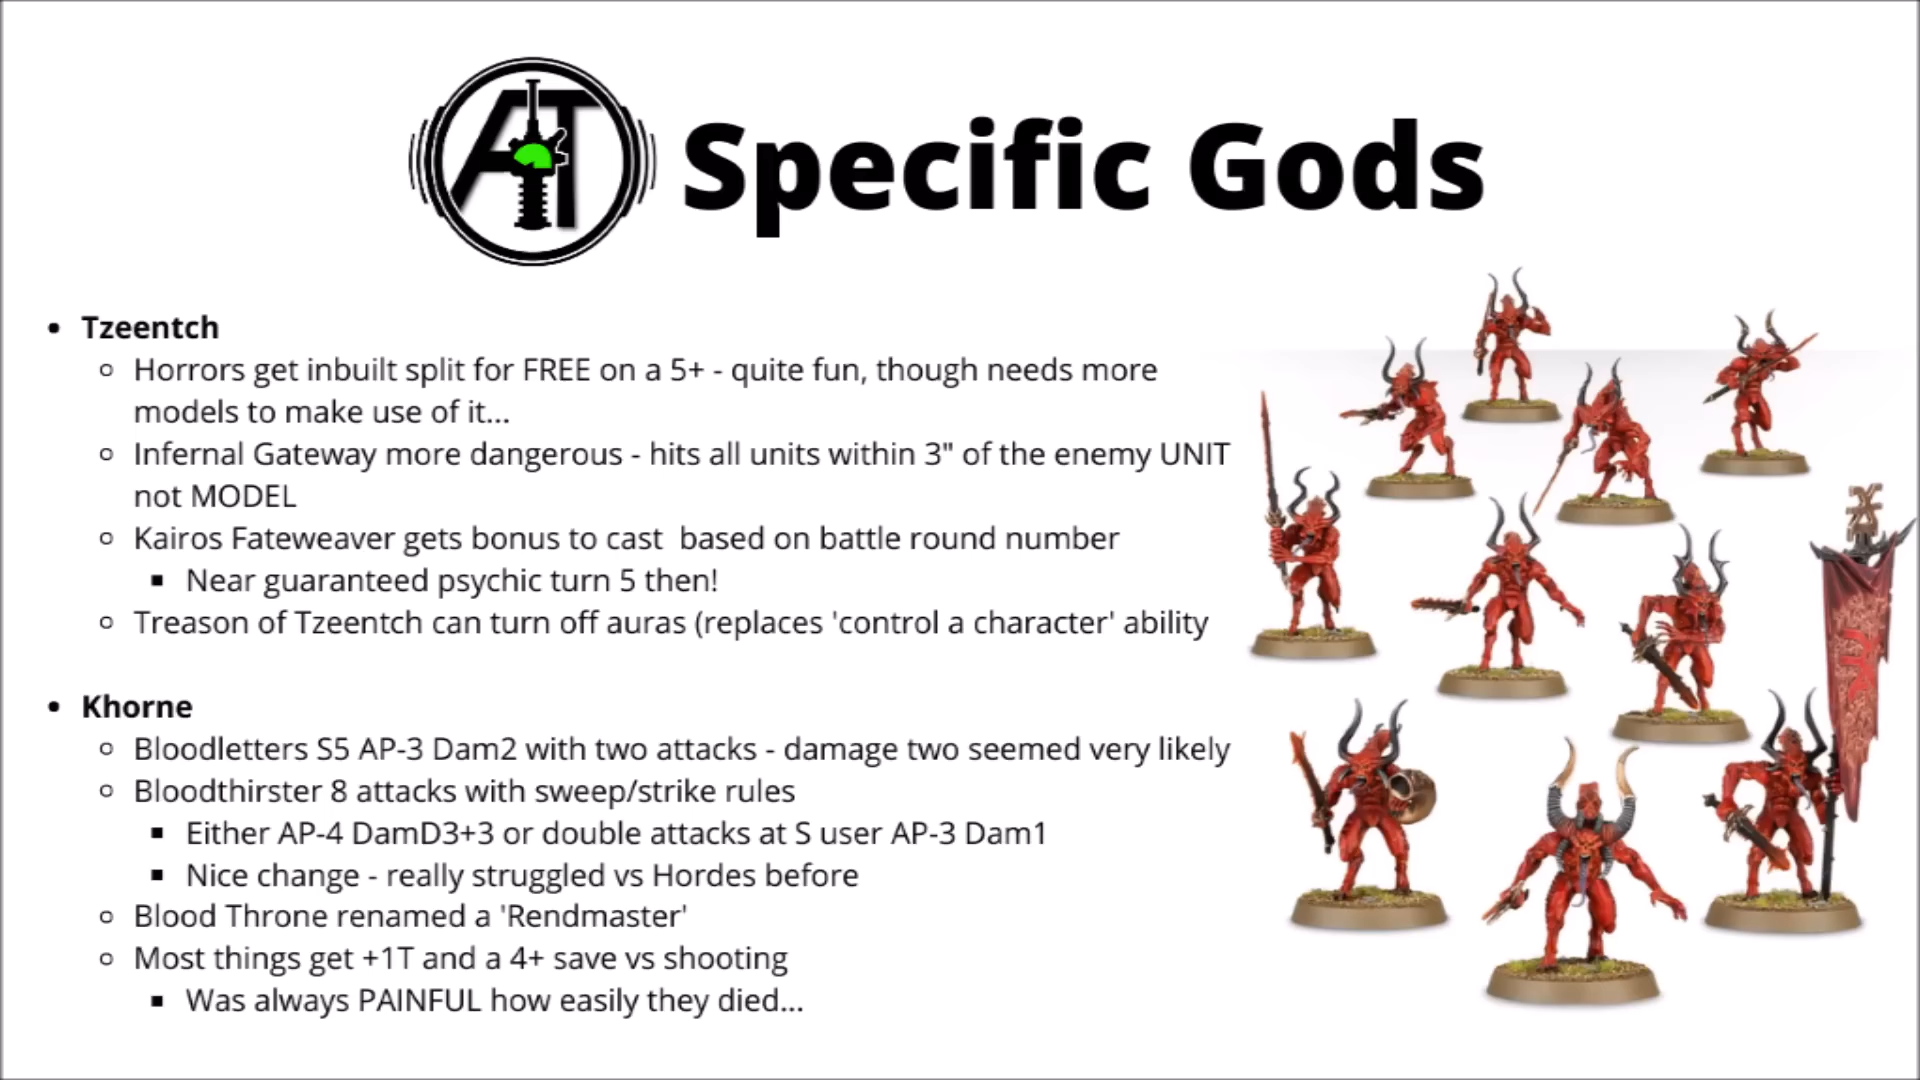 AT
Specific Gods
• Tzeentch
○ Horrors get inbuilt split for FREE on a 5+ - quite fun, though needs more
models to make use of it...
○ Infernal Gateway more dangerous - hits all units within 3" of the enemy UNIT
not MODEL
○ Kairos Fateweaver gets bonus to cast  based on battle round number
▪ Near guaranteed psychic turn 5 then!
○ Treason of Tzeentch can turn off auras (replaces 'control a character' ability
• Khorne
○ Bloodletters S5 AP-3 Dam2 with two attacks - damage two seemed very likely
○ Bloodthirster 8 attacks with sweep/strike rules
▪ Either AP-4 DamD3+3 or double attacks at S user AP-3 Dam1
▪ Nice change - really struggled vs Hordes before
○ Blood Throne renamed a 'Rendmaster'
○ Most things get +1T and a 4+ save vs shooting
▪ Was always PAINFUL how easily they died...